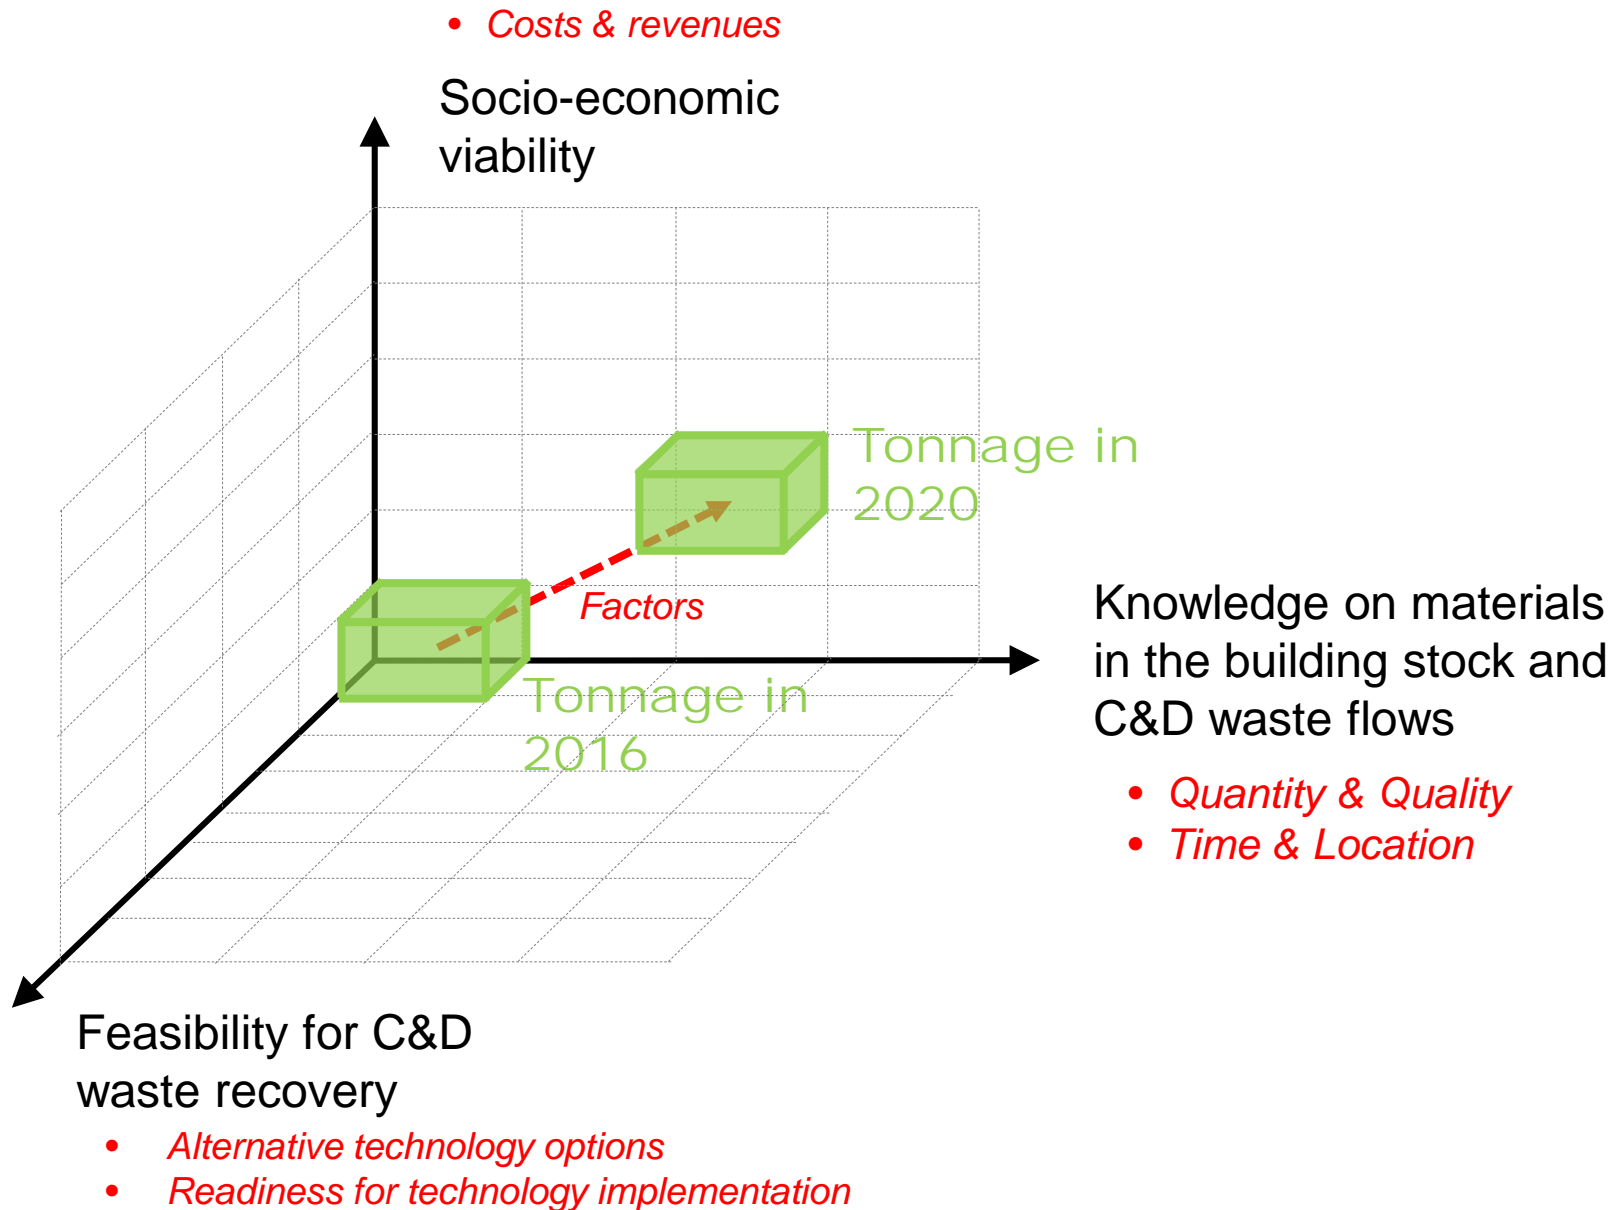 • Costs & revenues
Socio-economic
viability
Tonnage in
2020
Factors
Knowledge on materials
in the building stock and
C&D waste flows
• Quantity & Quality
• Time & Location
Tonnage in
2016
Feasibility for C&D
waste recovery
• Alternative technology options
• Readiness for technology implementation